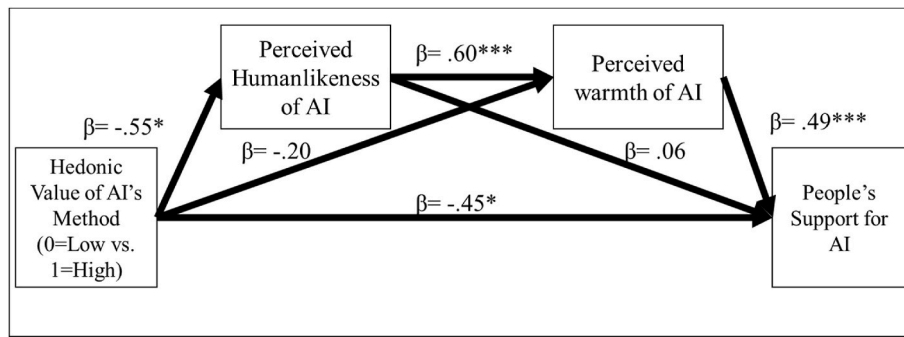 Perceived
Humanlikeness
of AI
β= .60***
Perceived
warmth of AI
β= -.55*
β= -.20
β= .06
β= .49***
Hedonic
Value of AI’s
Method
(0=Low vs.
1=High)
β= -.45*
People’s
Support for
AI